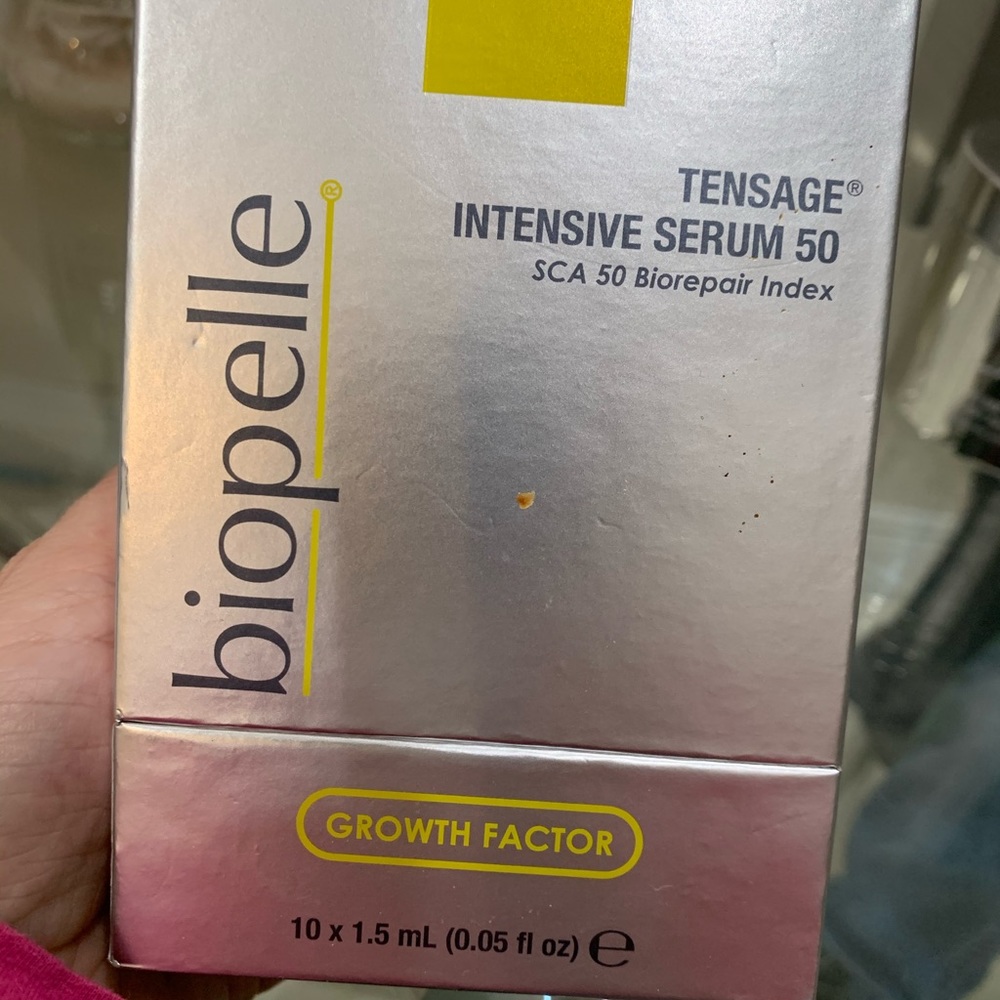 biopelle®
TENSAGE®
INTENSIVE SERUM 50
SCA 50 Biorepair Index
GROWTH FACTOR
10 x 1.5 mL (0.05 fl oz) ℮